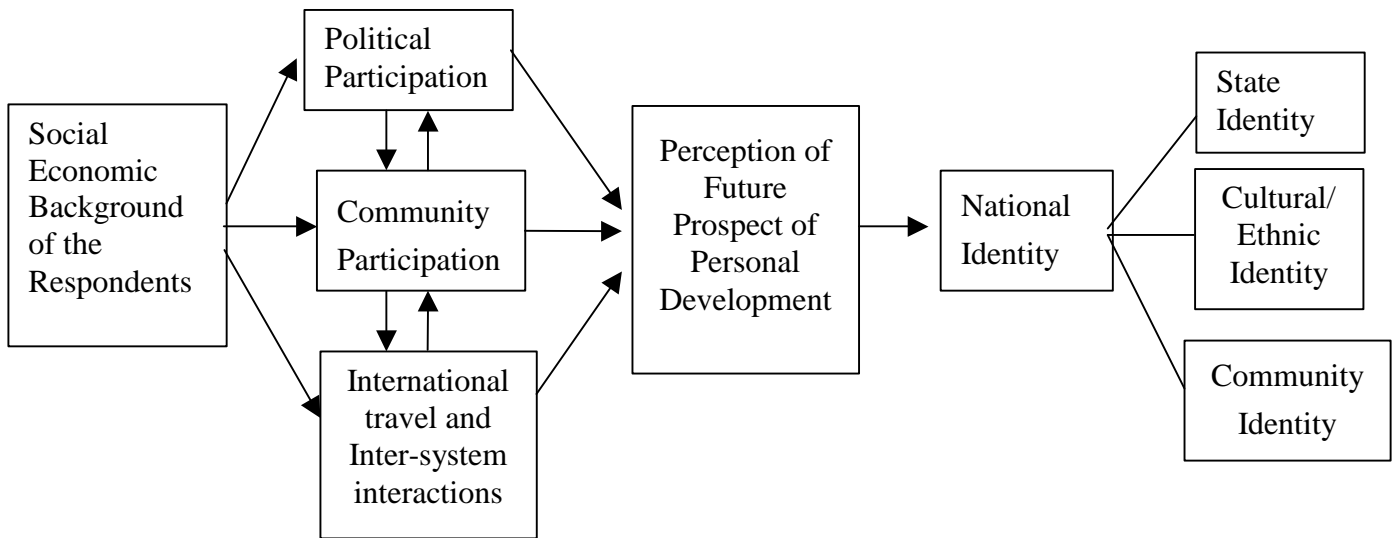 Social
Economic
Background
of the
Respondents
Political
Participation
Community
Participation
International
travel and
Inter-system
interactions
Perception of
Future
Prospect of
Personal
Development
National
Identity
State
Identity
Cultural/
Ethnic
Identity
Community
Identity